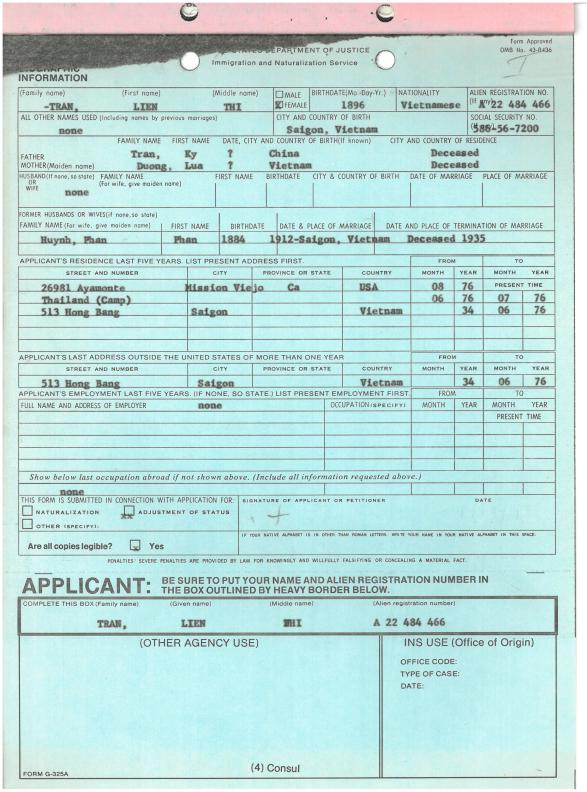 Form Approved
OMB No. 43-R436
STATES DEPARTMENT OF JUSTICE
Immigration and Naturalization Service
BIOGRAPHIC
INFORMATION
(Family name) (First name) (Middle name) MALE FEMALE BIRTHDATE(Mo.-Day-Yr.) NATIONALITY ALIEN REGISTRATION NO. (If any)
-TRAN, LIEN THI X 1896 Vietnamese A 22 484 466
ALL OTHER NAMES USED (Including names by previous marriages) CITY AND COUNTRY OF BIRTH SOCIAL SECURITY NO.
none Saigon, Vietnam 586-56-7200
FAMILY NAME FIRST NAME DATE, CITY AND COUNTRY OF BIRTH(If known) CITY AND COUNTRY OF RESIDENCE
FATHER Tran, Ky ? China Deceased
MOTHER(Maiden name) Duong, Lua ? Vietnam Deceased
HUSBAND(If none, so state) OR WIFE FAMILY NAME (For wife, give maiden name) FIRST NAME BIRTHDATE CITY & COUNTRY OF BIRTH DATE OF MARRIAGE PLACE OF MARRIAGE
none
FORMER HUSBANDS OR WIVES(if none,so state)
FAMILY NAME(For wife, give maiden name) FIRST NAME BIRTHDATE DATE & PLACE OF MARRIAGE DATE AND PLACE OF TERMINATION OF MARRIAGE
Huynh, Phan Phan 1884 1912-Saigon, Vietnam Deceased 1935
APPLICANT'S RESIDENCE LAST FIVE YEARS. LIST PRESENT ADDRESS FIRST. FROM TO
STREET AND NUMBER CITY PROVINCE OR STATE COUNTRY MONTH YEAR MONTH YEAR
PRESENT TIME
26981 Ayamonte Mission Viejo Ca USA 08 76
Thailand (Camp) 06 76 07 76
513 Hong Bang Saigon Vietnam 34 06 76
APPLICANT'S LAST ADDRESS OUTSIDE THE UNITED STATES OF MORE THAN ONE YEAR FROM TO
STREET AND NUMBER CITY PROVINCE OR STATE COUNTRY MONTH YEAR MONTH YEAR
513 Hong Bang Saigon Vietnam 34 06 76
APPLICANT'S EMPLOYMENT LAST FIVE YEARS. (IF NONE, SO STATE.) LIST PRESENT EMPLOYMENT FIRST. FROM TO
FULL NAME AND ADDRESS OF EMPLOYER none OCCUPATION(SPECIFY) MONTH YEAR MONTH YEAR
PRESENT TIME
Show below last occupation abroad if not shown above. (Include all information requested above.)
none
THIS FORM IS SUBMITTED IN CONNECTION WITH APPLICATION FOR: SIGNATURE OF APPLICANT OR PETITIONER DATE
NATURALIZATION ADJUSTMENT OF STATUS
OTHER (SPECIFY):
IF YOUR NATIVE ALPHABET IS IN OTHER THAN ROMAN LETTERS, WRITE YOUR NAME IN YOUR NATIVE ALPHABET IN THIS SPACE:
Are all copies legible? Yes
PENALTIES: SEVERE PENALTIES ARE PROVIDED BY LAW FOR KNOWINGLY AND WILLFULLY FALSIFYING OR CONCEALING A MATERIAL FACT.
APPLICANT: BE SURE TO PUT YOUR NAME AND ALIEN REGISTRATION NUMBER IN
THE BOX OUTLINED BY HEAVY BORDER BELOW.
COMPLETE THIS BOX (Family name) (Given name) (Middle name) (Alien registration number)
TRAN, LIEN THI A 22 484 466
(OTHER AGENCY USE) INS USE (Office of Origin)
OFFICE CODE:
TYPE OF CASE:
DATE:
(4) Consul
FORM G-325A